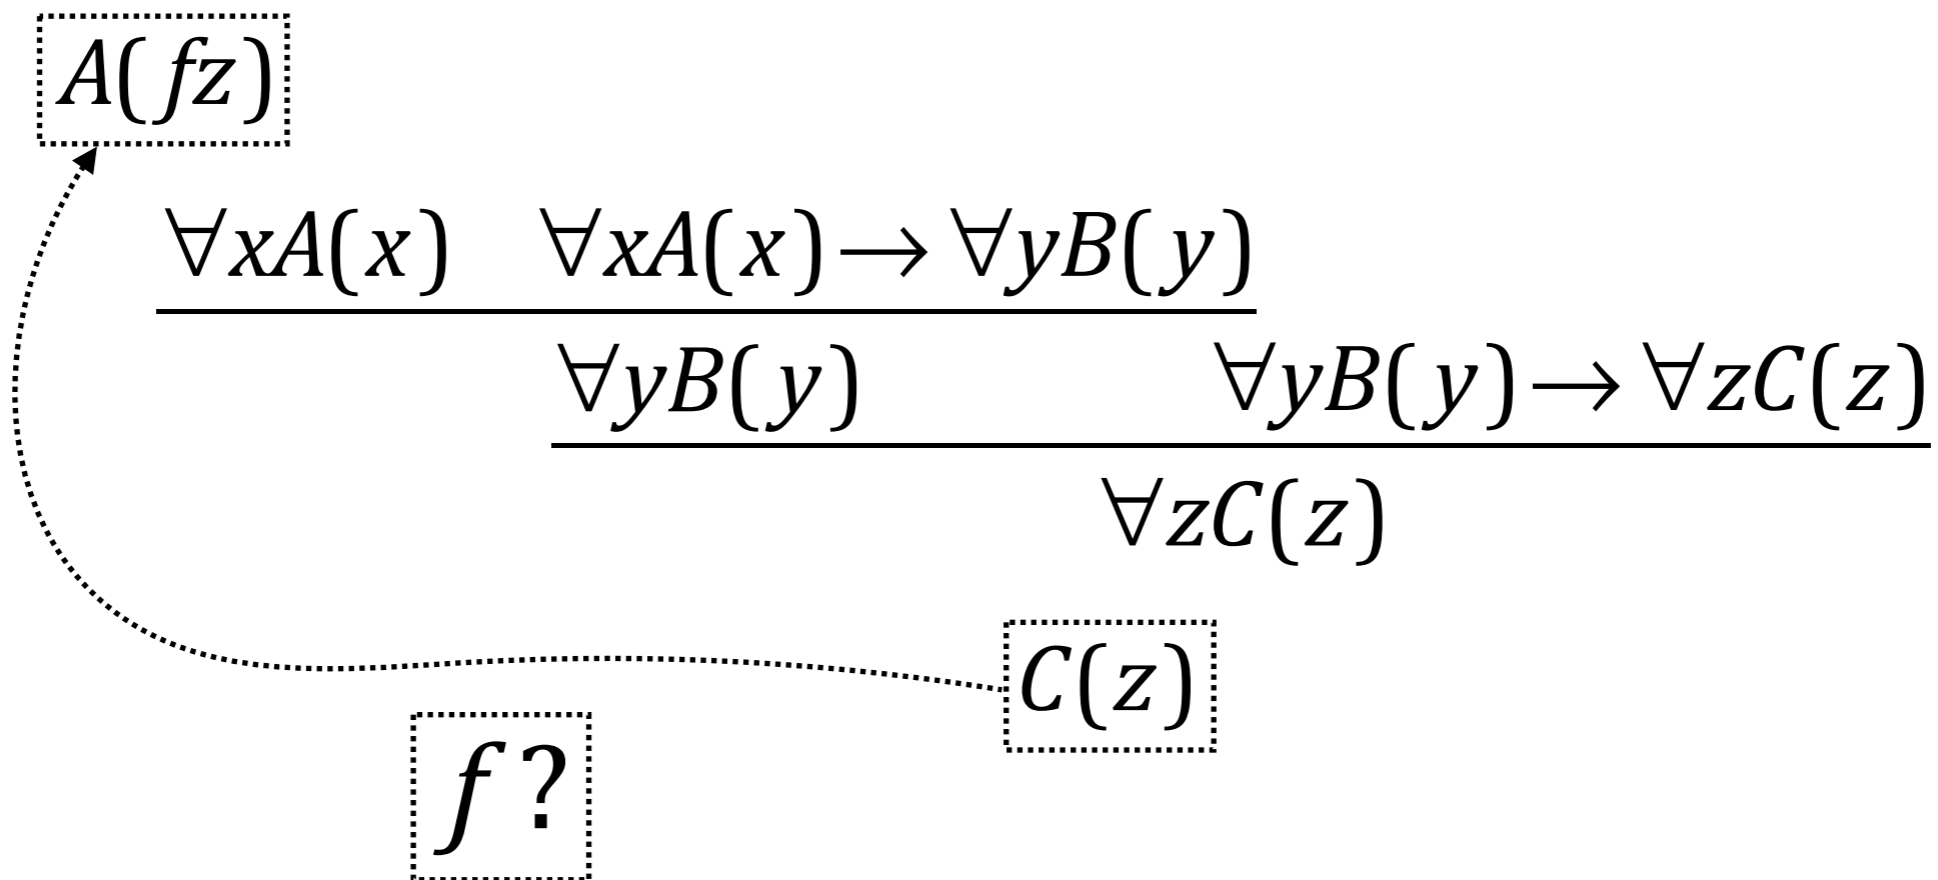 A(fz)
∀xA(x) ∀xA(x)→∀yB(y)
∀yB(y) ∀yB(y)→∀zC(z)
∀zC(z)
C(z)
f?